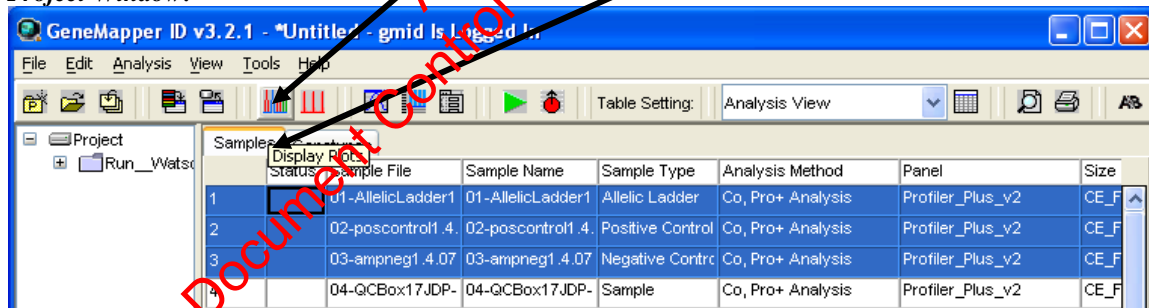 Project Window.
GeneMapper ID v3.2.1 - *Untitled - gmid Is Logged In
File Edit Analysis View Tools Help
Table Setting: Analysis View
Project
Run__Wats
Samples
Display Plots
Status Sample File Sample Name Sample Type Analysis Method Panel Size
1 01-AllelicLadder1 01-AllelicLadder1 Allelic Ladder Co, Pro+ Analysis Profiler_Plus_v2 CE_F
2 02-poscontrol1.4. 02-poscontrol1.4. Positive Control Co, Pro+ Analysis Profiler_Plus_v2 CE_F
3 03-ampneg1.4.07 03-ampneg1.4.07 Negative Contrc Co, Pro+ Analysis Profiler_Plus_v2 CE_F
4 04-QCBox17JDP- 04-QCBox17JDP- Sample Co, Pro+ Analysis Profiler_Plus_v2 CE_F
Document Control